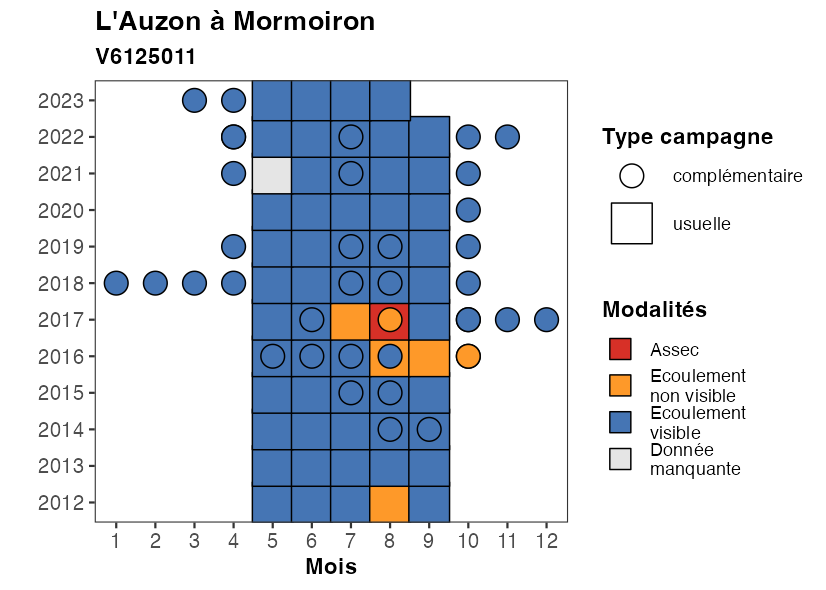 L'Auzon à Mormoiron
V6125011
2023
2022
2021
2020
2019
2018
2017
2016
2015
2014
2013
2012
1 2 3 4 5 6 7 8 9 10 11 12
Mois
Type campagne
complémentaire
usuelle
Modalités
Assec
Ecoulement
non visible
Ecoulement
visible
Donnée
manquante